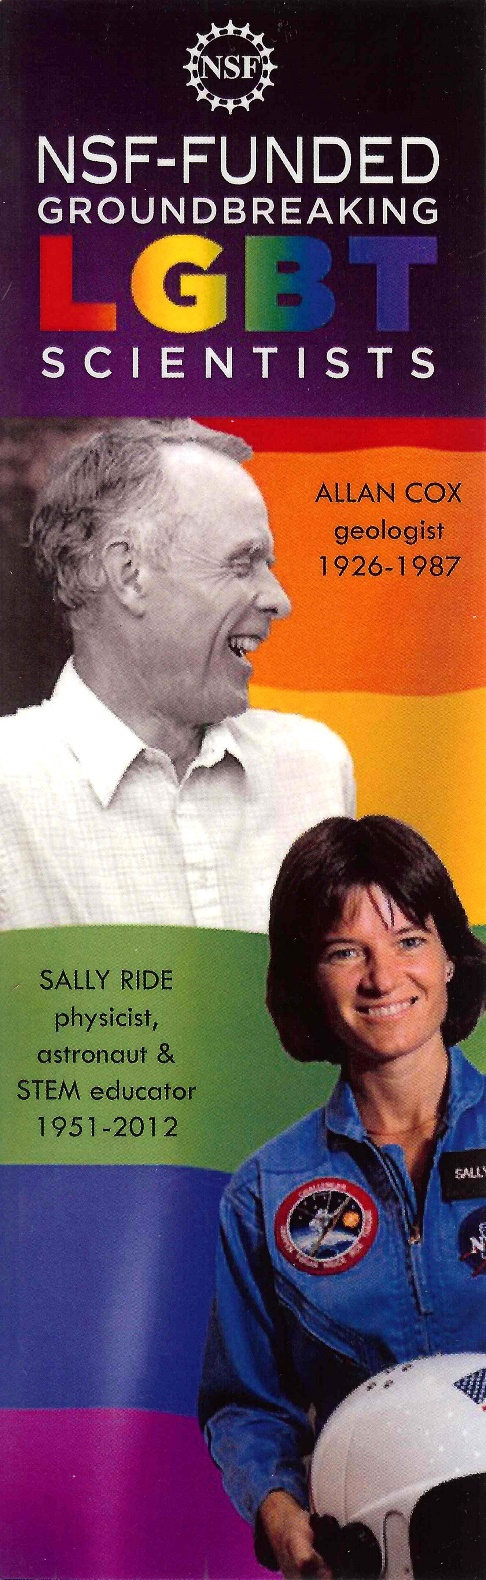 NSF
NSF-FUNDED
GROUNDBREAKING
LGBT
SCIENTISTS
ALLAN COX
geologist
1926-1987
SALLY RIDE
physicist,
astronaut &
STEM educator
1951-2012
CHALLENGER
SALLY